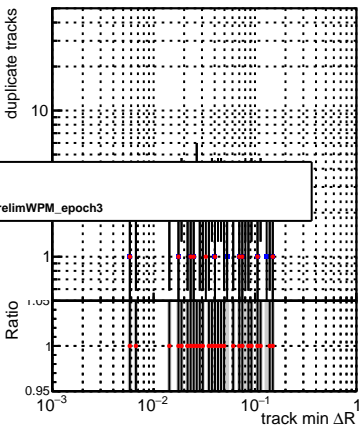 duplicate tracks
10
relimWPM_epoch3
1
1.05
Ratio
1
0.95
10⁻³ 10⁻² 10⁻¹ 1
track min ΔR